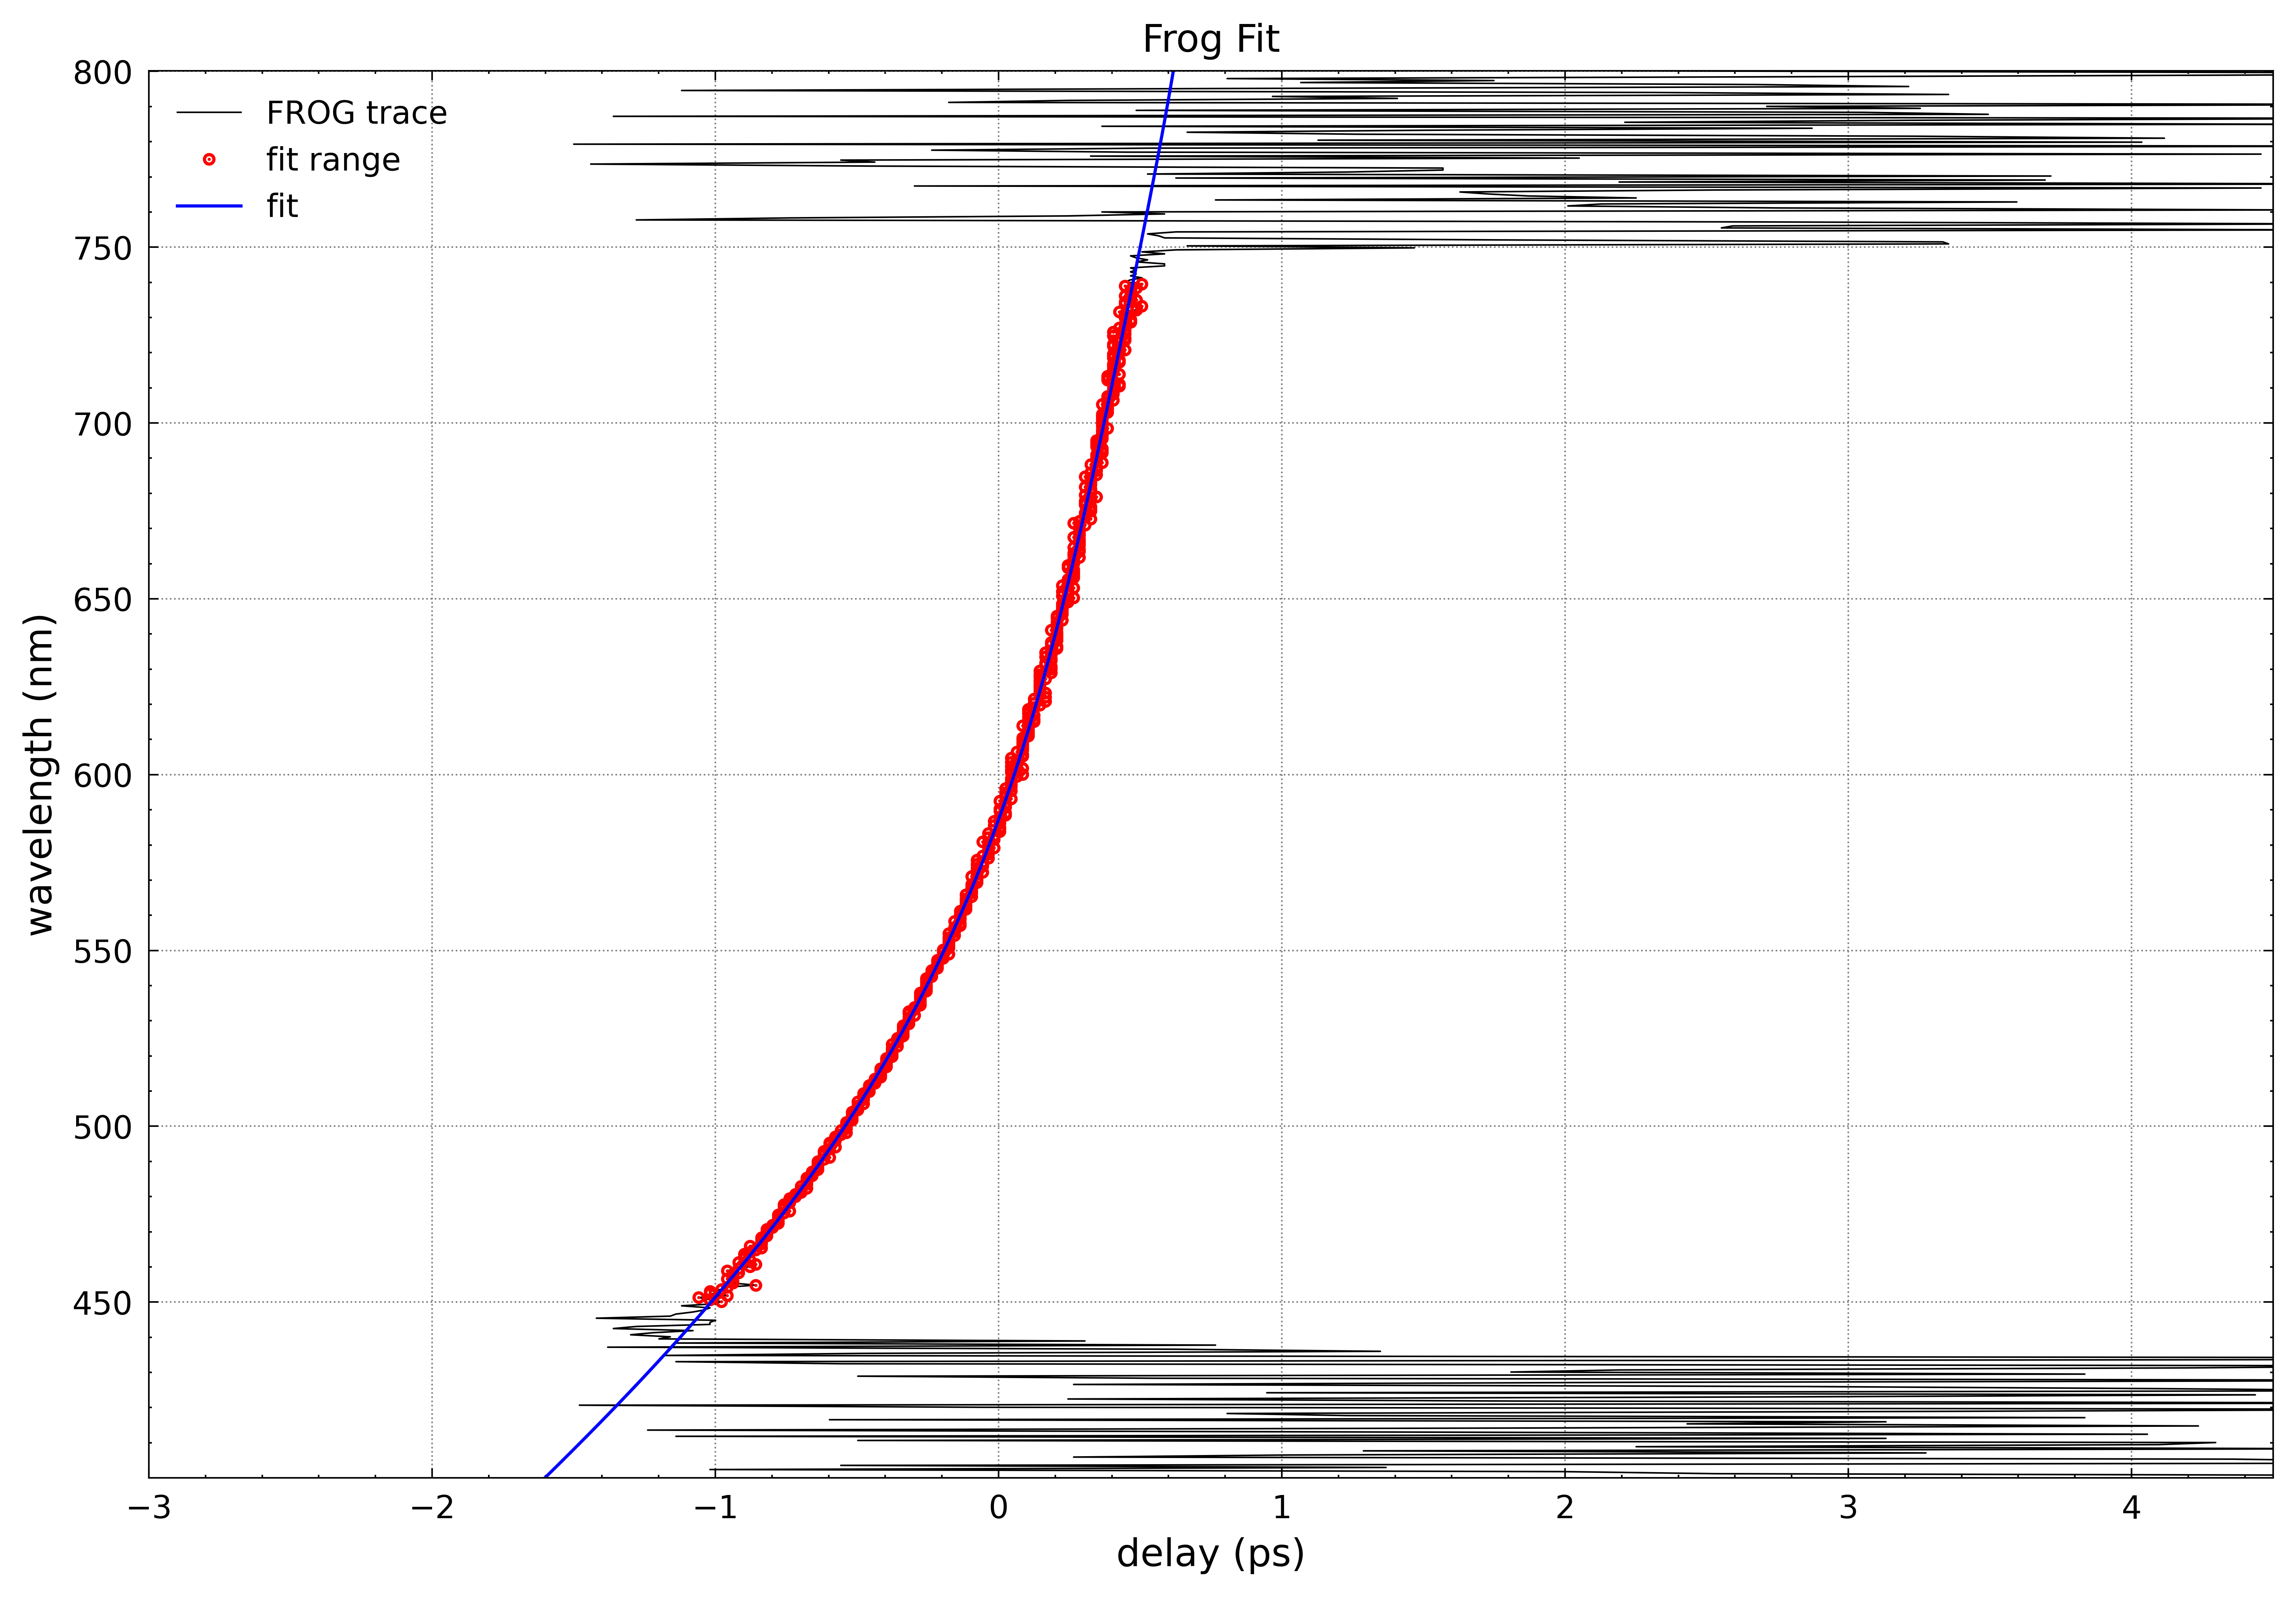 Frog Fit
800
FROG trace
fit range
fit
750
700
650
600
550
500
450
wavelength (nm)
−3 −2 −1 0 1 2 3 4
delay (ps)